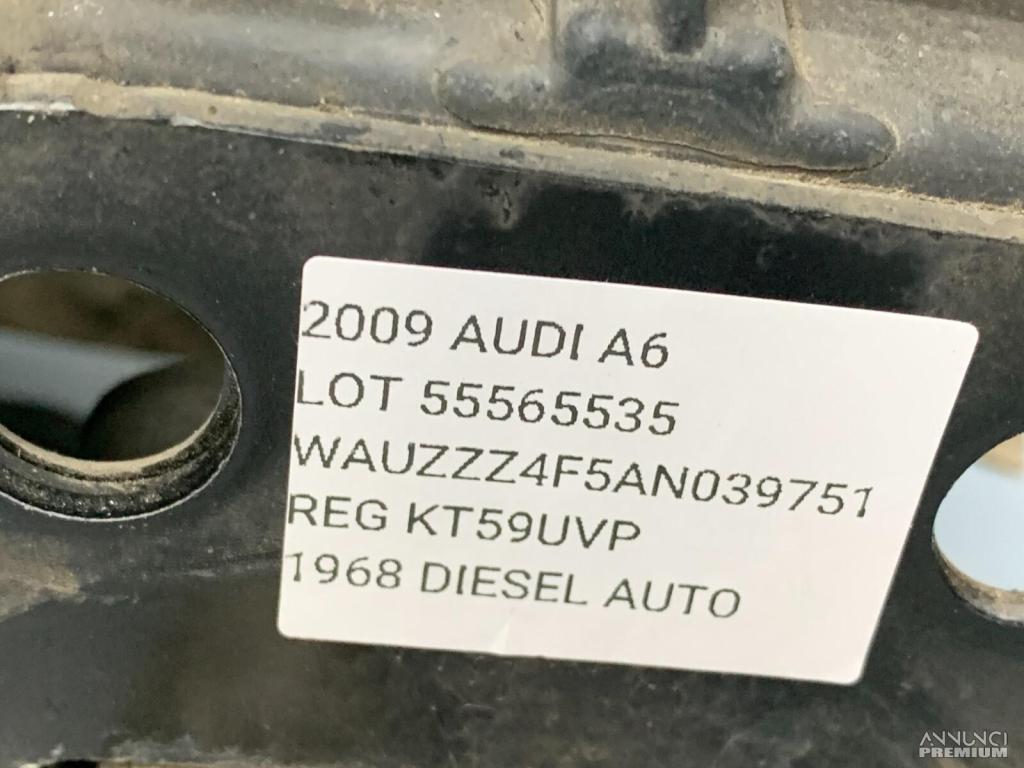 2009 AUDI A6
LOT 55565535
WAUZZZ4F5AN039751
REG KT59UVP
1968 DIESEL AUTO
ANNUNCI
PREMIUM